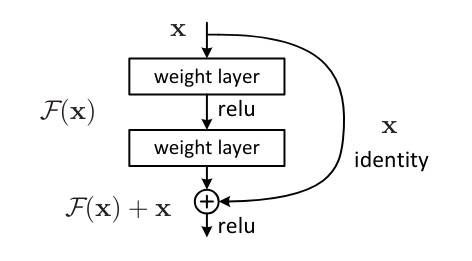 x
weight layer
relu
F(x)
x
weight layer
identity
F(x) + x
+
relu